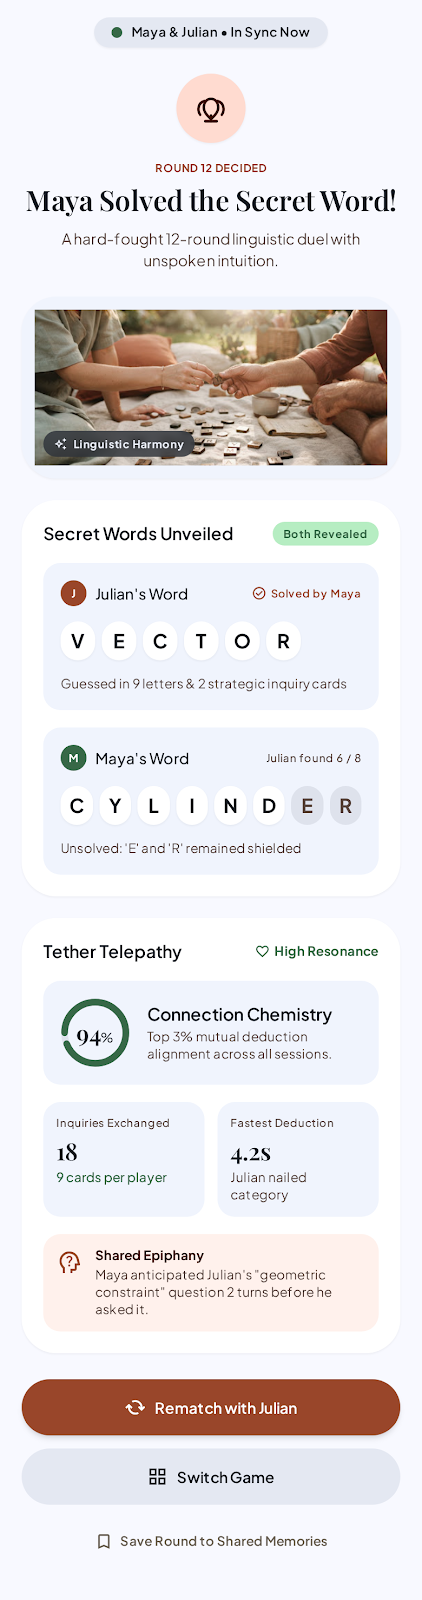 Maya & Julian • In Sync Now
ROUND 12 DECIDED
Maya Solved the Secret Word!
A hard-fought 12-round linguistic duel with
unspoken intuition.
Linguistic Harmony
Secret Words Unveiled
Both Revealed
J
Julian's Word
Solved by Maya
V E C T O R
Guessed in 9 letters & 2 strategic inquiry cards
M
Maya's Word
Julian found 6 / 8
C Y L I N D E R
Unsolved: 'E' and 'R' remained shielded
Tether Telepathy
High Resonance
94%
Connection Chemistry
Top 3% mutual deduction
alignment across all sessions.
Inquiries Exchanged
18
9 cards per player
Fastest Deduction
4.2s
Julian nailed
category
Shared Epiphany
Maya anticipated Julian's "geometric
constraint" question 2 turns before he
asked it.
Rematch with Julian
Switch Game
Save Round to Shared Memories